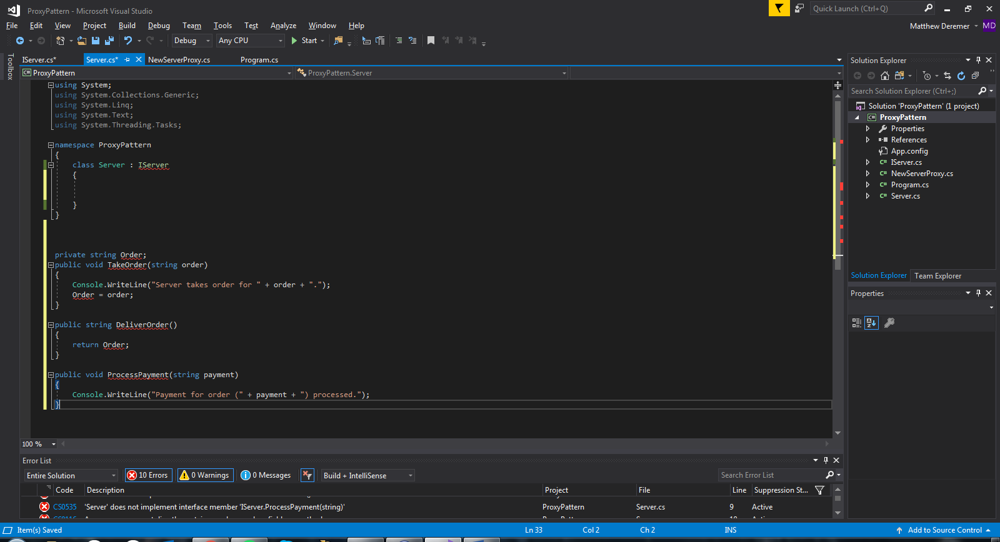 ProxyPattern - Microsoft Visual Studio
Quick Launch (Ctrl+Q)
File Edit View Project Build Debug Team Tools Test Analyze Window Help
Matthew Deremer MD
Debug Any CPU Start
Toolbox
IServer.cs* Server.cs* NewServerProxy.cs Program.cs
C# ProxyPattern ProxyPattern.Server
using System;
using System.Collections.Generic;
using System.Linq;
using System.Text;
using System.Threading.Tasks;
namespace ProxyPattern
{
class Server : IServer
{
}
}
private string Order;
public void TakeOrder(string order)
{
Console.WriteLine("Server takes order for " + order + ".");
Order = order;
}
public string DeliverOrder()
{
return Order;
}
public void ProcessPayment(string payment)
{
Console.WriteLine("Payment for order (" + payment + ") processed.");
}
100 %
Solution Explorer
Search Solution Explorer (Ctrl+;)
Solution 'ProxyPattern' (1 project)
C# ProxyPattern
Properties
References
App.config
C# IServer.cs
C# NewServerProxy.cs
C# Program.cs
C# Server.cs
Solution Explorer Team Explorer
Properties
Error List
Entire Solution 10 Errors 0 Warnings 0 Messages Build + IntelliSense Search Error List
Code Description Project File Line Suppression St...
CS0535 'Server' does not implement interface member 'IServer.ProcessPayment(string)' ProxyPattern Server.cs 9 Active
Item(s) Saved Ln 33 Col 2 Ch 2 INS Add to Source Control